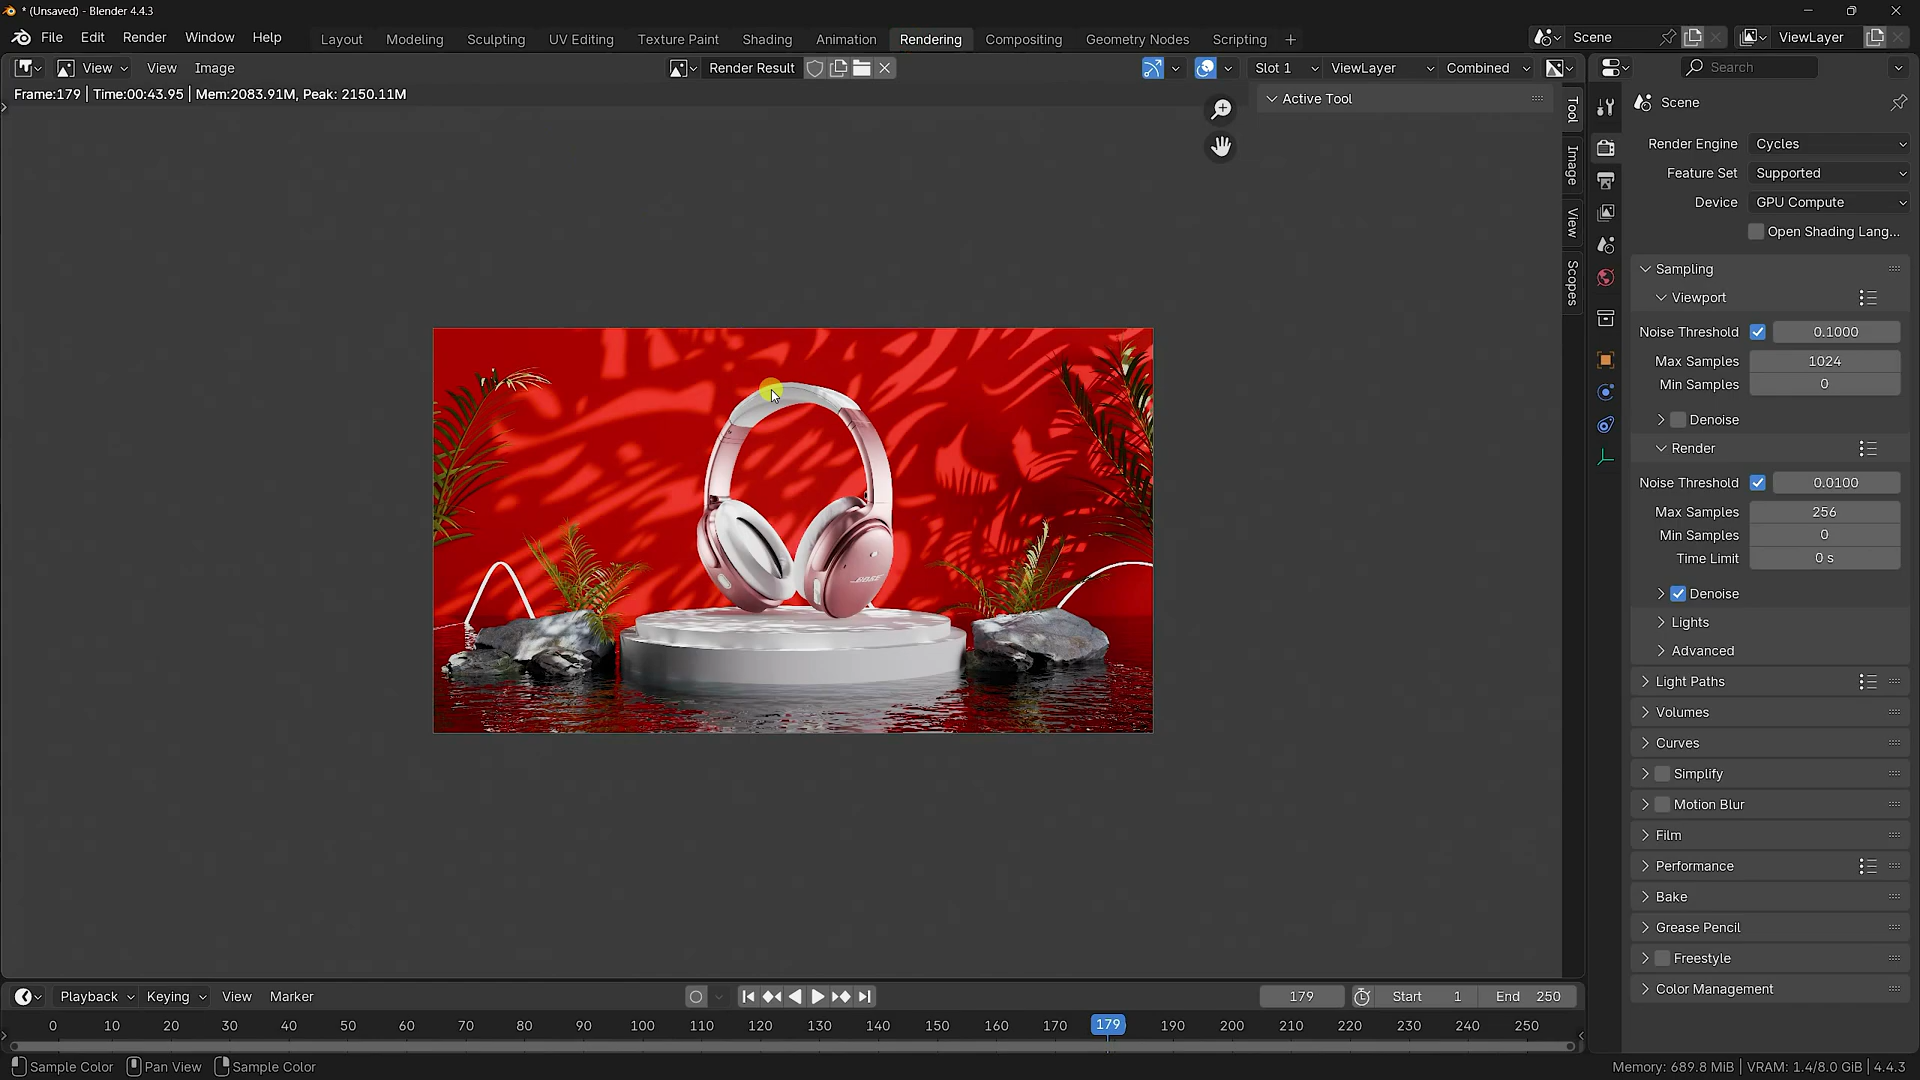 * (Unsaved) - Blender 4.4.3
File Edit Render Window Help Layout Modeling Sculpting UV Editing Texture Paint Shading Animation Rendering Compositing Geometry Nodes Scripting + Scene ViewLayer
View View Image Render Result Slot 1 ViewLayer Combined Search
Frame:179 | Time:00:43.95 | Mem:2083.91M, Peak: 2150.11M
Active Tool
Tool
Image
View
Scopes
BOSE
Scene
Render Engine Cycles
Feature Set Supported
Device GPU Compute
Open Shading Lang...
Sampling
Viewport
Noise Threshold 0.1000
Max Samples 1024
Min Samples 0
Denoise
Render
Noise Threshold 0.0100
Max Samples 256
Min Samples 0
Time Limit 0 s
Denoise
Lights
Advanced
Light Paths
Volumes
Curves
Simplify
Motion Blur
Film
Performance
Bake
Grease Pencil
Freestyle
Color Management
Playback Keying View Marker 179 Start 1 End 250
0 10 20 30 40 50 60 70 80 90 100 110 120 130 140 150 160 170 179 190 200 210 220 230 240 250
Sample Color Pan View Sample Color Memory: 689.8 MiB | VRAM: 1.4/8.0 GiB | 4.4.3